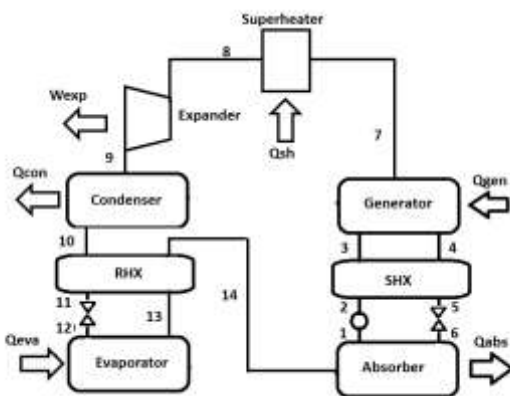 Superheater
8
Wexp
Expander
Qsh
7
9
Qcon
Condenser
Generator
Qgen
10
3
4
RHX
SHX
11
14
2
5
12
13
1
6
Qeva
Evaporator
Absorber
Qabs